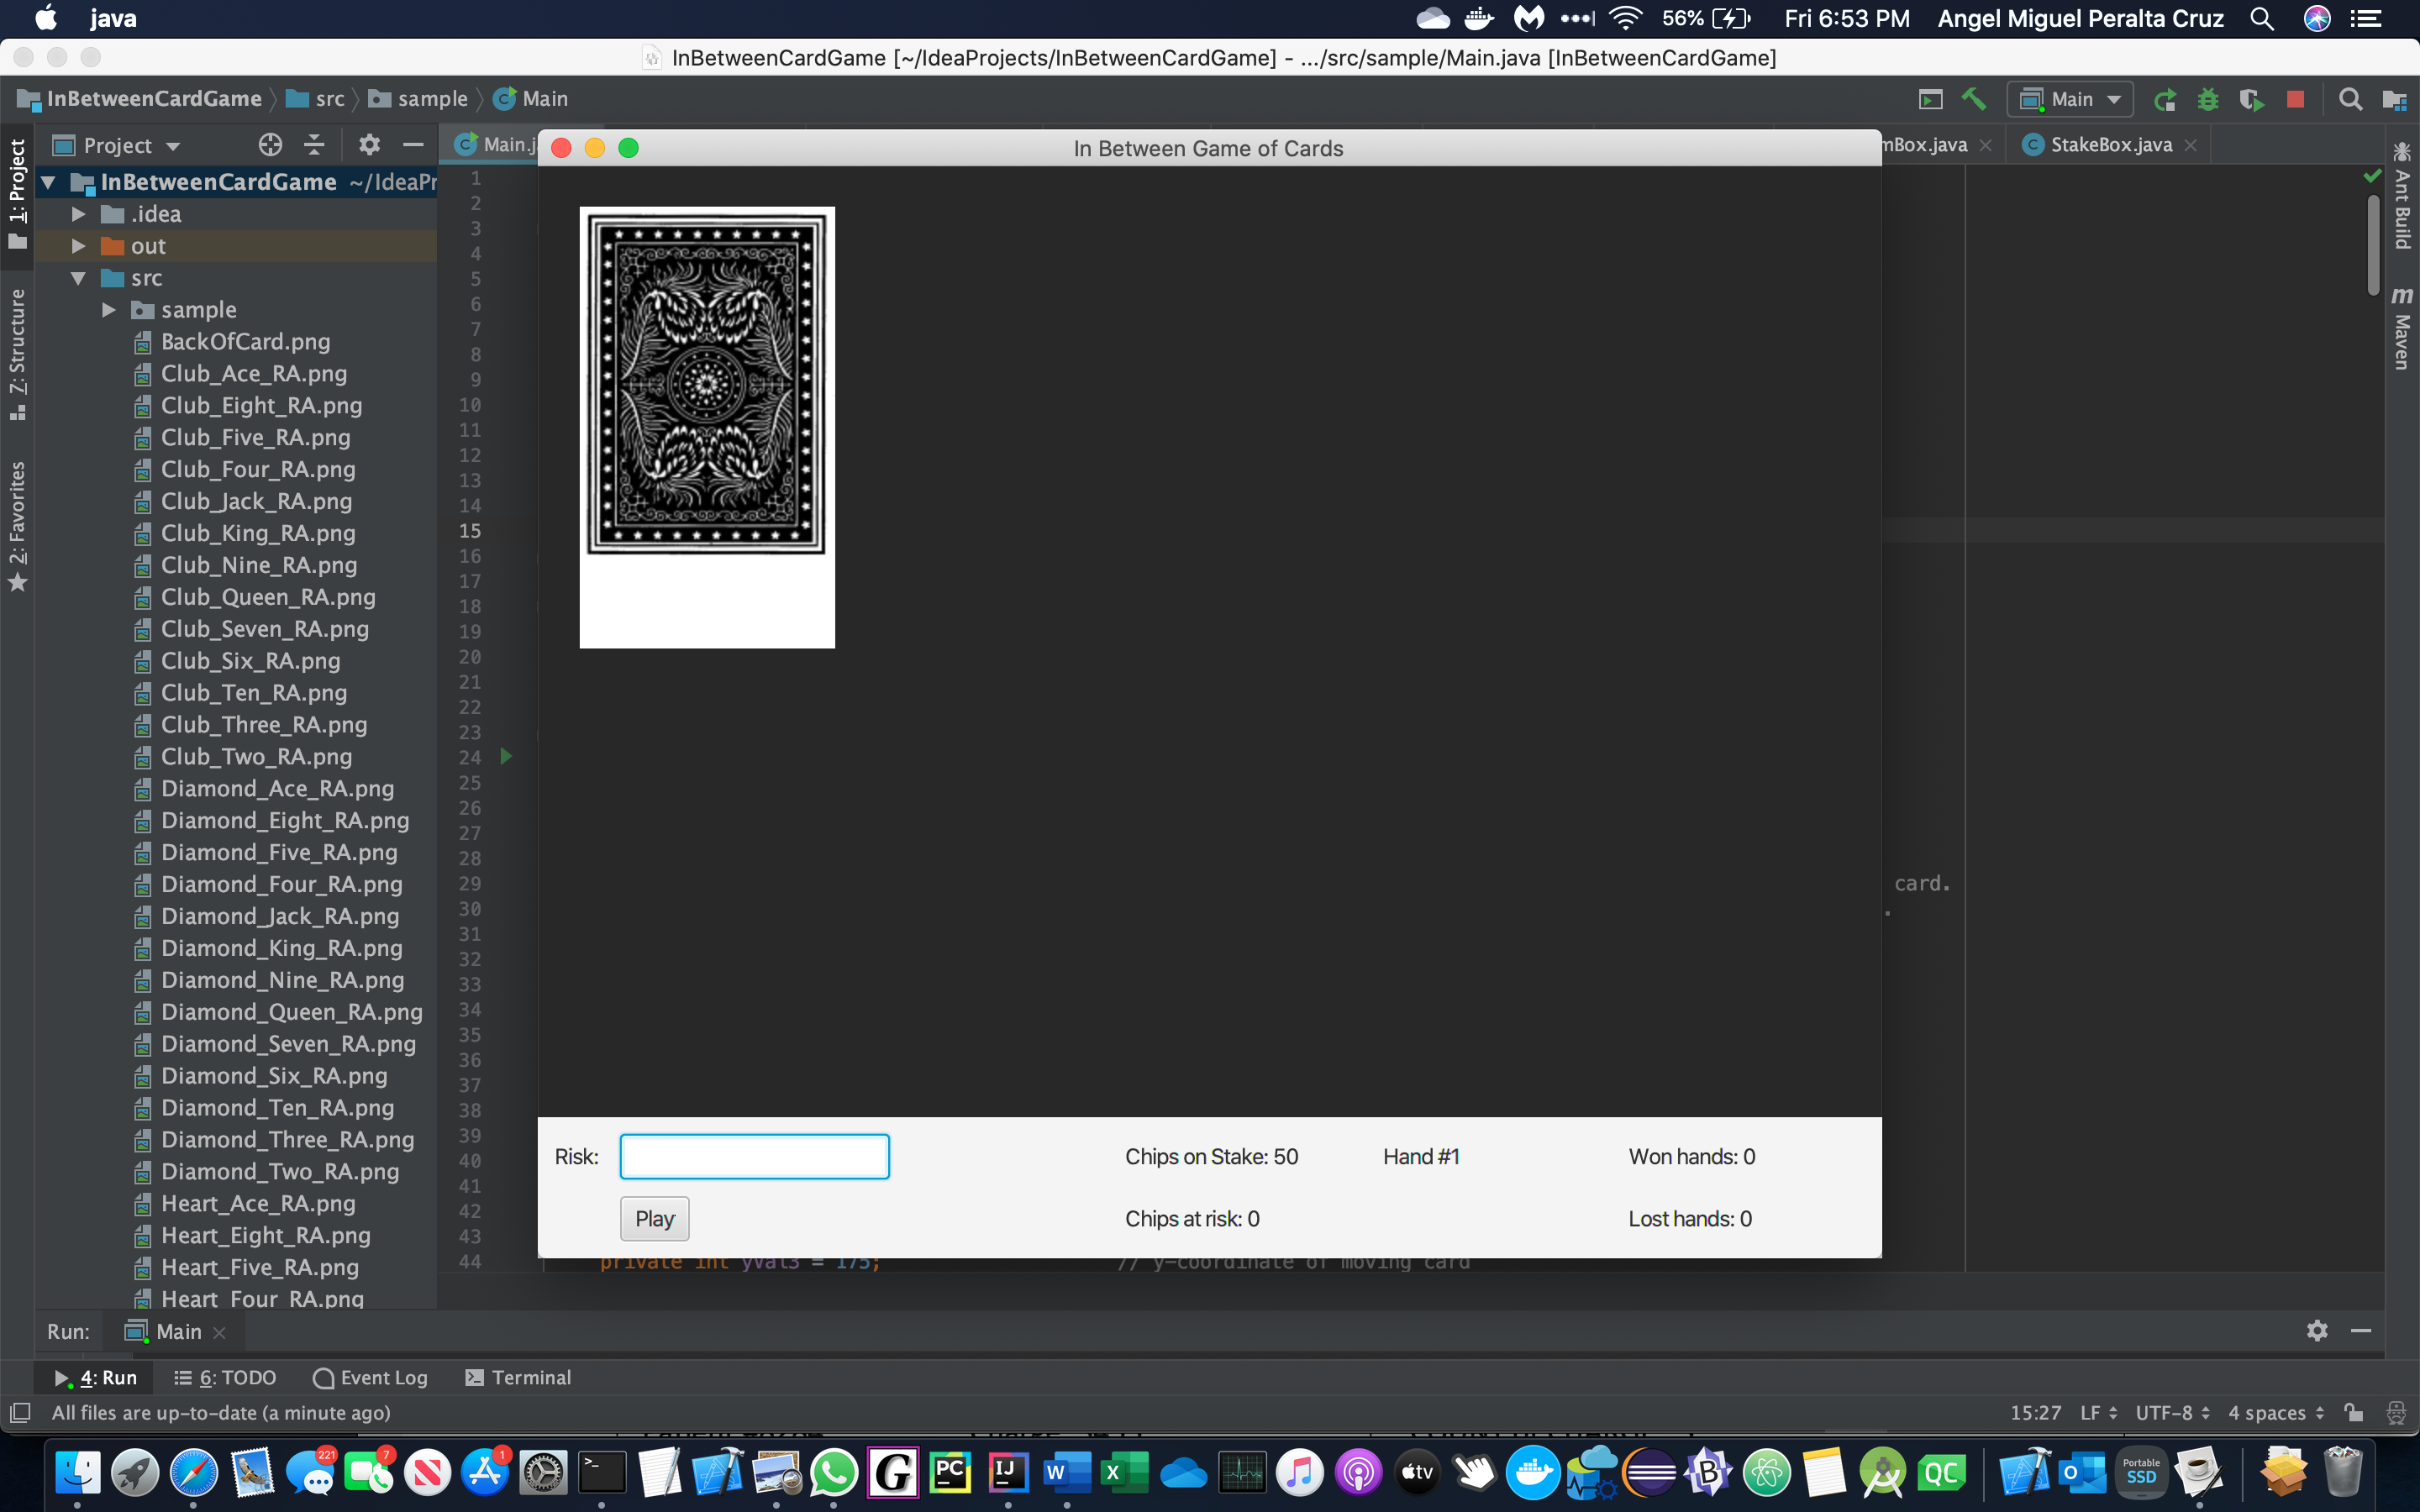 java
56%
Fri 6:53 PM
Angel Miguel Peralta Cruz
InBetweenCardGame [~/IdeaProjects/InBetweenCardGame] - .../src/sample/Main.java [InBetweenCardGame]
InBetweenCardGame
src
sample
Main
Main
Project
Main.j
In Between Game of Cards
mBox.java
StakeBox.java
1: Project
7: Structure
2: Favorites
Ant Build
m Maven
InBetweenCardGame ~/IdeaPr
.idea
out
src
sample
BackOfCard.png
Club_Ace_RA.png
Club_Eight_RA.png
Club_Five_RA.png
Club_Four_RA.png
Club_Jack_RA.png
Club_King_RA.png
Club_Nine_RA.png
Club_Queen_RA.png
Club_Seven_RA.png
Club_Six_RA.png
Club_Ten_RA.png
Club_Three_RA.png
Club_Two_RA.png
Diamond_Ace_RA.png
Diamond_Eight_RA.png
Diamond_Five_RA.png
Diamond_Four_RA.png
Diamond_Jack_RA.png
Diamond_King_RA.png
Diamond_Nine_RA.png
Diamond_Queen_RA.png
Diamond_Seven_RA.png
Diamond_Six_RA.png
Diamond_Ten_RA.png
Diamond_Three_RA.png
Diamond_Two_RA.png
Heart_Ace_RA.png
Heart_Eight_RA.png
Heart_Five_RA.png
Heart_Four_RA.png
1
2
3
4
5
6
7
8
9
10
11
12
13
14
15
16
17
18
19
20
21
22
23
24
25
26
27
28
29
30
31
32
33
34
35
36
37
38
39
40
41
42
43
44
card.
.
Risk:
Chips on Stake: 50
Hand #1
Won hands: 0
Play
Chips at risk: 0
Lost hands: 0
private int yVal3 = 175; // y-coordinate of moving card
Run:
Main
4: Run
6: TODO
Event Log
Terminal
All files are up-to-date (a minute ago)
15:27
LF
UTF-8
4 spaces
221
7
1
>_
G
PC
IJ
W
X
tv
B
QC
O
Portable
SSD